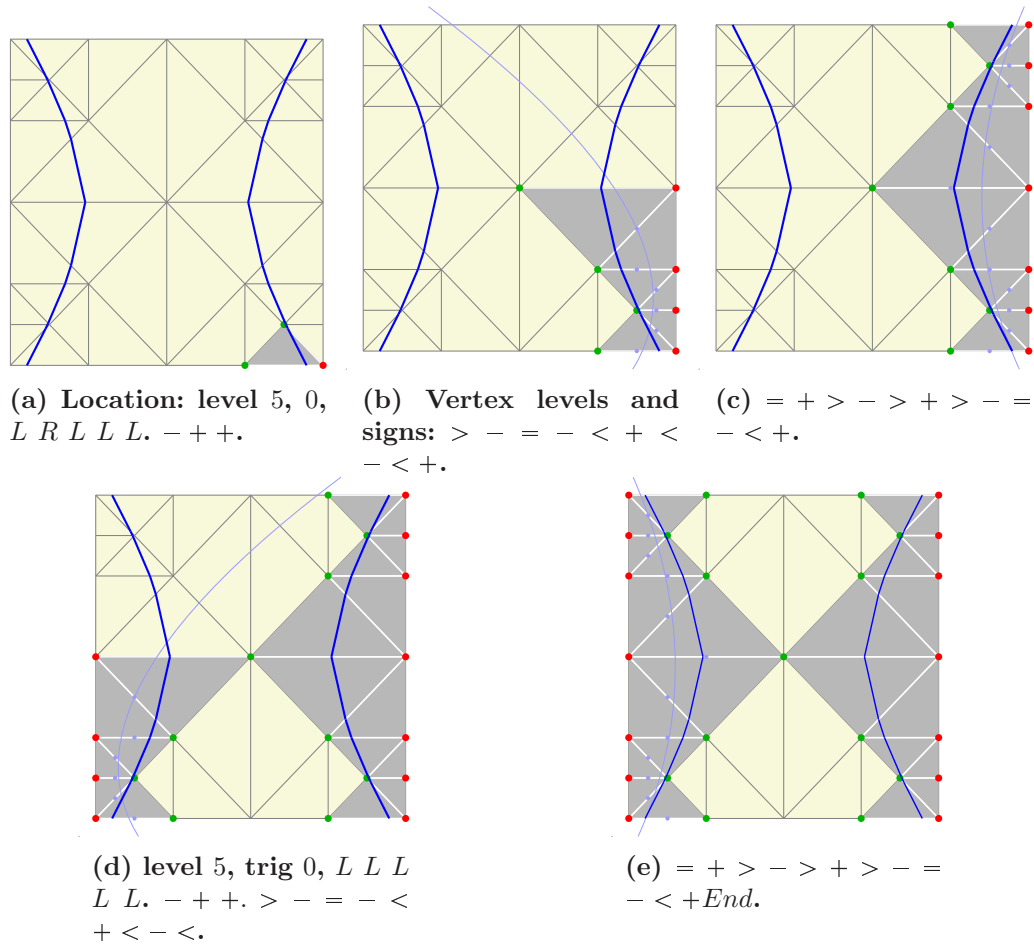 (a) Location: level 5, 0,
L R L L L. − + +.
(b) Vertex levels and
signs: > − = − < + <
− < +.
(c) = + > − > + > − =
− < +.
(d) level 5, trig 0, L L L
L L. − + +. > − = − <
+ < − <.
(e) = + > − > + > − =
− < +End.